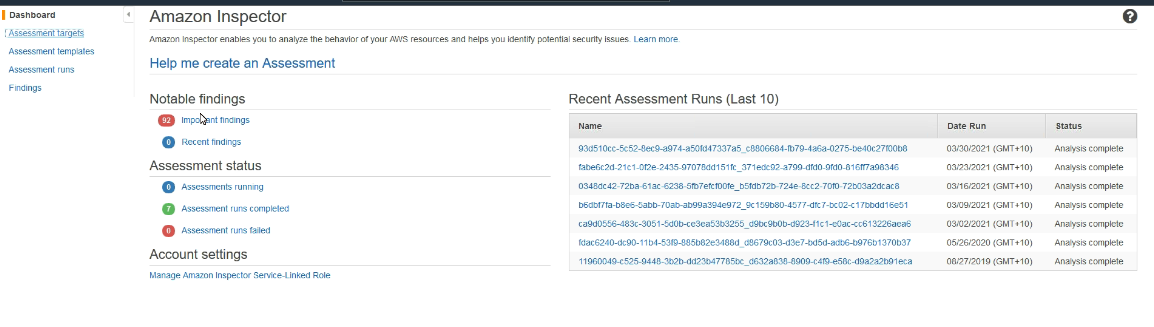 Dashboard
Assessment targets
Assessment templates
Assessment runs
Findings
Amazon Inspector
?
Amazon Inspector enables you to analyze the behavior of your AWS resources and helps you identify potential security issues. Learn more.
Help me create an Assessment
Notable findings
92 Important findings
0 Recent findings
Assessment status
0 Assessments running
7 Assessment runs completed
0 Assessment runs failed
Account settings
Manage Amazon Inspector Service-Linked Role
Recent Assessment Runs (Last 10)
Name Date Run Status
93d510cc-5c52-8ec9-a974-a50fd47337a5_c8806684-fb79-4a6a-0275-be40c27f00b8 03/30/2021 (GMT+10) Analysis complete
fabe6c2d-21c1-0f2e-2435-97078dd151fc_371edc92-a799-dfd0-9fd0-816ff7a98346 03/23/2021 (GMT+10) Analysis complete
0348dc42-72ba-61ac-6238-5fb7efcf00fe_b5fdb72b-724e-8cc2-70f0-72b03a2dcac8 03/16/2021 (GMT+10) Analysis complete
b6dbf7fa-b8e6-5abb-70ab-ab99a394e972_9c159b80-4577-dfc7-bc02-c17bbdd16e51 03/09/2021 (GMT+10) Analysis complete
ca9d0556-483c-3051-5d0b-ce3ea53b3255_d9bc9b0b-d923-f1c1-e0ac-cc613226aea6 03/02/2021 (GMT+10) Analysis complete
fdac6240-dc90-11b4-53f9-885b82e3488d_d8679c03-d3e7-bd5d-adb6-b976b1370b37 05/26/2020 (GMT+10) Analysis complete
11960049-c525-9448-3b2b-dd23b47785bc_d632a838-8909-c4f9-e58c-d9a2a2b91eca 08/27/2019 (GMT+10) Analysis complete